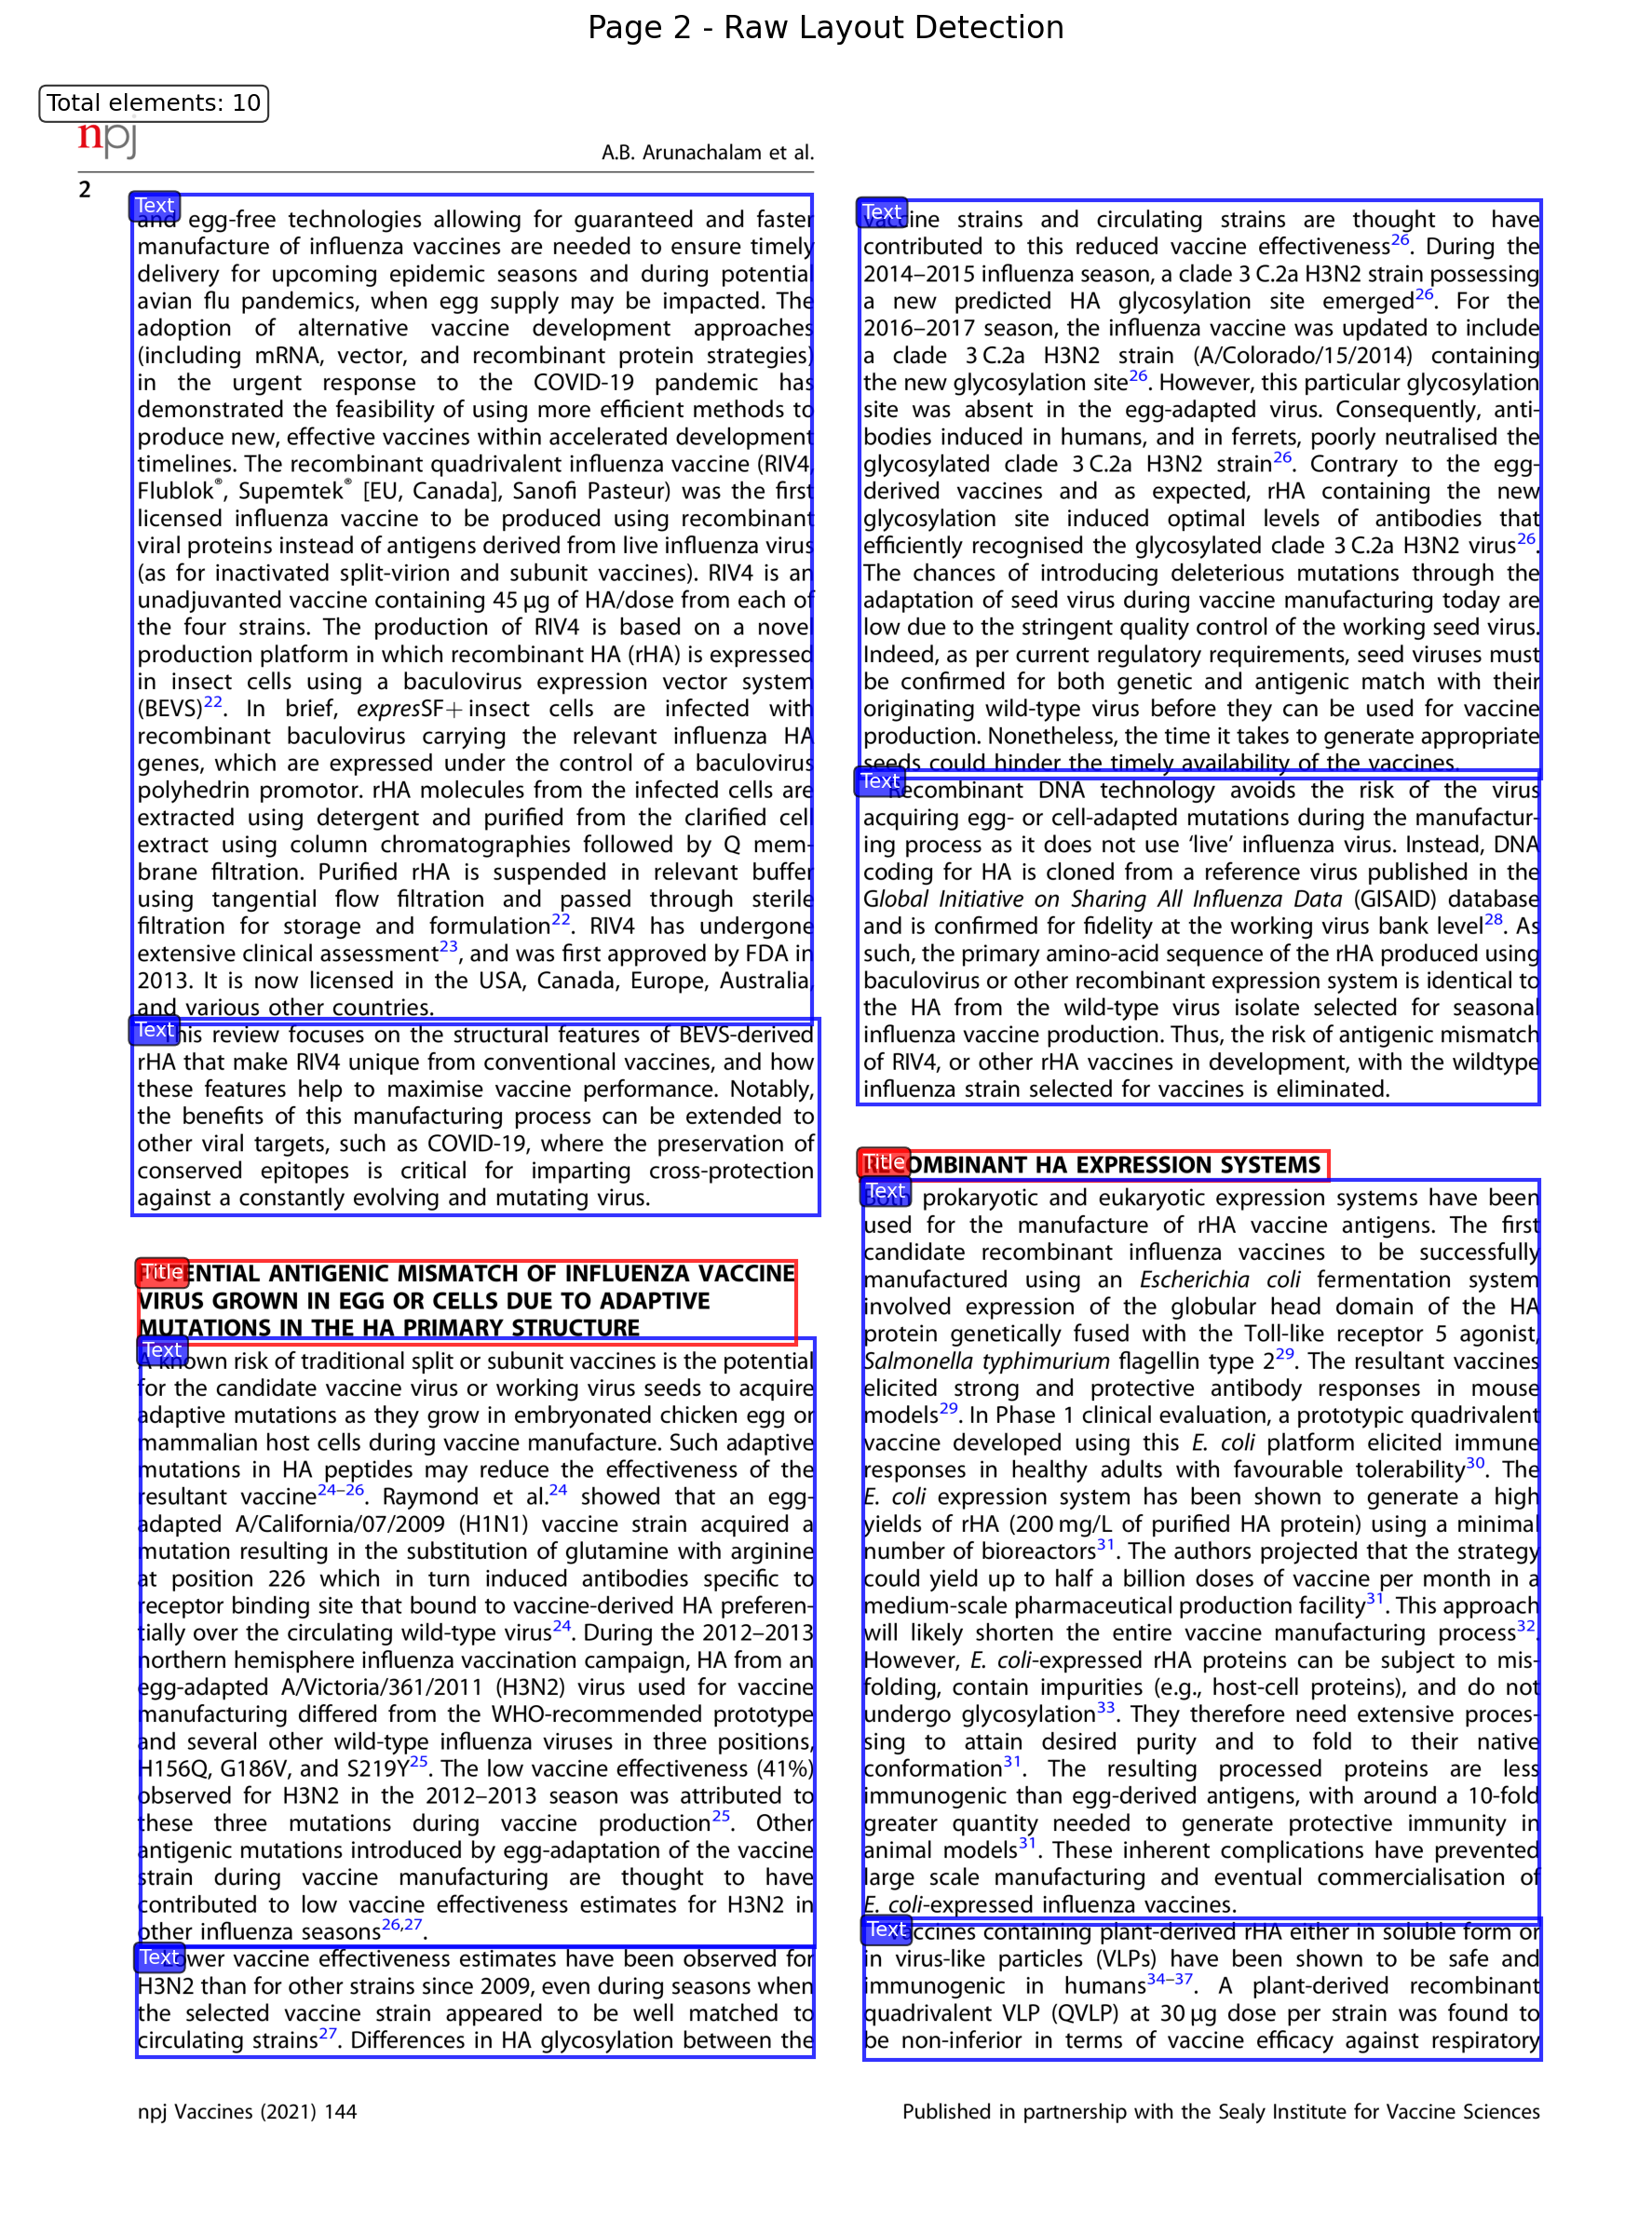 Page 2 - Raw Layout Detection
Total elements: 10
npj
A.B. Arunachalam et al.
2
Text
and egg-free technologies allowing for guaranteed and faster
manufacture of influenza vaccines are needed to ensure timely
delivery for upcoming epidemic seasons and during potential
avian flu pandemics, when egg supply may be impacted. The
adoption of alternative vaccine development approaches
(including mRNA, vector, and recombinant protein strategies)
in the urgent response to the COVID-19 pandemic has
demonstrated the feasibility of using more efficient methods to
produce new, effective vaccines within accelerated development
timelines. The recombinant quadrivalent influenza vaccine (RIV4,
Flublok®, Supemtek® [EU, Canada], Sanofi Pasteur) was the first
licensed influenza vaccine to be produced using recombinant
viral proteins instead of antigens derived from live influenza virus
(as for inactivated split-virion and subunit vaccines). RIV4 is an
unadjuvanted vaccine containing 45 µg of HA/dose from each of
the four strains. The production of RIV4 is based on a novel
production platform in which recombinant HA (rHA) is expressed
in insect cells using a baculovirus expression vector system
(BEVS)22. In brief, expresSF+ insect cells are infected with
recombinant baculovirus carrying the relevant influenza HA
genes, which are expressed under the control of a baculovirus
polyhedrin promotor. rHA molecules from the infected cells are
extracted using detergent and purified from the clarified cell
extract using column chromatographies followed by Q mem-
brane filtration. Purified rHA is suspended in relevant buffer
using tangential flow filtration and passed through sterile
filtration for storage and formulation22. RIV4 has undergone
extensive clinical assessment23, and was first approved by FDA in
2013. It is now licensed in the USA, Canada, Europe, Australia,
and various other countries.
Text
This review focuses on the structural features of BEVS-derived
rHA that make RIV4 unique from conventional vaccines, and how
these features help to maximise vaccine performance. Notably,
the benefits of this manufacturing process can be extended to
other viral targets, such as COVID-19, where the preservation of
conserved epitopes is critical for imparting cross-protection
against a constantly evolving and mutating virus.
Title
POTENTIAL ANTIGENIC MISMATCH OF INFLUENZA VACCINE
VIRUS GROWN IN EGG OR CELLS DUE TO ADAPTIVE
MUTATIONS IN THE HA PRIMARY STRUCTURE
Text
A known risk of traditional split or subunit vaccines is the potential
for the candidate vaccine virus or working virus seeds to acquire
adaptive mutations as they grow in embryonated chicken egg or
mammalian host cells during vaccine manufacture. Such adaptive
mutations in HA peptides may reduce the effectiveness of the
resultant vaccine24–26. Raymond et al.24 showed that an egg-
adapted A/California/07/2009 (H1N1) vaccine strain acquired a
mutation resulting in the substitution of glutamine with arginine
at position 226 which in turn induced antibodies specific to
receptor binding site that bound to vaccine-derived HA preferen-
tially over the circulating wild-type virus24. During the 2012–2013
northern hemisphere influenza vaccination campaign, HA from an
egg-adapted A/Victoria/361/2011 (H3N2) virus used for vaccine
manufacturing differed from the WHO-recommended prototype
and several other wild-type influenza viruses in three positions,
H156Q, G186V, and S219Y25. The low vaccine effectiveness (41%)
observed for H3N2 in the 2012–2013 season was attributed to
these three mutations during vaccine production25. Other
antigenic mutations introduced by egg-adaptation of the vaccine
strain during vaccine manufacturing are thought to have
contributed to low vaccine effectiveness estimates for H3N2 in
other influenza seasons26,27.
Text
Lower vaccine effectiveness estimates have been observed for
H3N2 than for other strains since 2009, even during seasons when
the selected vaccine strain appeared to be well matched to
circulating strains27. Differences in HA glycosylation between the
Text
vaccine strains and circulating strains are thought to have
contributed to this reduced vaccine effectiveness26. During the
2014–2015 influenza season, a clade 3 C.2a H3N2 strain possessing
a new predicted HA glycosylation site emerged26. For the
2016–2017 season, the influenza vaccine was updated to include
a clade 3 C.2a H3N2 strain (A/Colorado/15/2014) containing
the new glycosylation site26. However, this particular glycosylation
site was absent in the egg-adapted virus. Consequently, anti-
bodies induced in humans, and in ferrets, poorly neutralised the
glycosylated clade 3 C.2a H3N2 strain26. Contrary to the egg-
derived vaccines and as expected, rHA containing the new
glycosylation site induced optimal levels of antibodies that
efficiently recognised the glycosylated clade 3 C.2a H3N2 virus26.
The chances of introducing deleterious mutations through the
adaptation of seed virus during vaccine manufacturing today are
low due to the stringent quality control of the working seed virus.
Indeed, as per current regulatory requirements, seed viruses must
be confirmed for both genetic and antigenic match with their
originating wild-type virus before they can be used for vaccine
production. Nonetheless, the time it takes to generate appropriate
seeds could hinder the timely availability of the vaccines.
Text
Recombinant DNA technology avoids the risk of the virus
acquiring egg- or cell-adapted mutations during the manufactur-
ing process as it does not use ‘live’ influenza virus. Instead, DNA
coding for HA is cloned from a reference virus published in the
Global Initiative on Sharing All Influenza Data (GISAID) database
and is confirmed for fidelity at the working virus bank level28. As
such, the primary amino-acid sequence of the rHA produced using
baculovirus or other recombinant expression system is identical to
the HA from the wild-type virus isolate selected for seasonal
influenza vaccine production. Thus, the risk of antigenic mismatch
of RIV4, or other rHA vaccines in development, with the wildtype
influenza strain selected for vaccines is eliminated.
Title
RECOMBINANT HA EXPRESSION SYSTEMS
Text
Both prokaryotic and eukaryotic expression systems have been
used for the manufacture of rHA vaccine antigens. The first
candidate recombinant influenza vaccines to be successfully
manufactured using an Escherichia coli fermentation system
involved expression of the globular head domain of the HA
protein genetically fused with the Toll-like receptor 5 agonist,
Salmonella typhimurium flagellin type 229. The resultant vaccines
elicited strong and protective antibody responses in mouse
models29. In Phase 1 clinical evaluation, a prototypic quadrivalent
vaccine developed using this E. coli platform elicited immune
responses in healthy adults with favourable tolerability30. The
E. coli expression system has been shown to generate a high
yields of rHA (200 mg/L of purified HA protein) using a minimal
number of bioreactors31. The authors projected that the strategy
could yield up to half a billion doses of vaccine per month in a
medium-scale pharmaceutical production facility31. This approach
will likely shorten the entire vaccine manufacturing process32.
However, E. coli-expressed rHA proteins can be subject to mis-
folding, contain impurities (e.g., host-cell proteins), and do not
undergo glycosylation33. They therefore need extensive proces-
sing to attain desired purity and to fold to their native
conformation31. The resulting processed proteins are less
immunogenic than egg-derived antigens, with around a 10-fold
greater quantity needed to generate protective immunity in
animal models31. These inherent complications have prevented
large scale manufacturing and eventual commercialisation of
E. coli-expressed influenza vaccines.
Text
Vaccines containing plant-derived rHA either in soluble form or
in virus-like particles (VLPs) have been shown to be safe and
immunogenic in humans34–37. A plant-derived recombinant
quadrivalent VLP (QVLP) at 30 µg dose per strain was found to
be non-inferior in terms of vaccine efficacy against respiratory
npj Vaccines (2021) 144
Published in partnership with the Sealy Institute for Vaccine Sciences